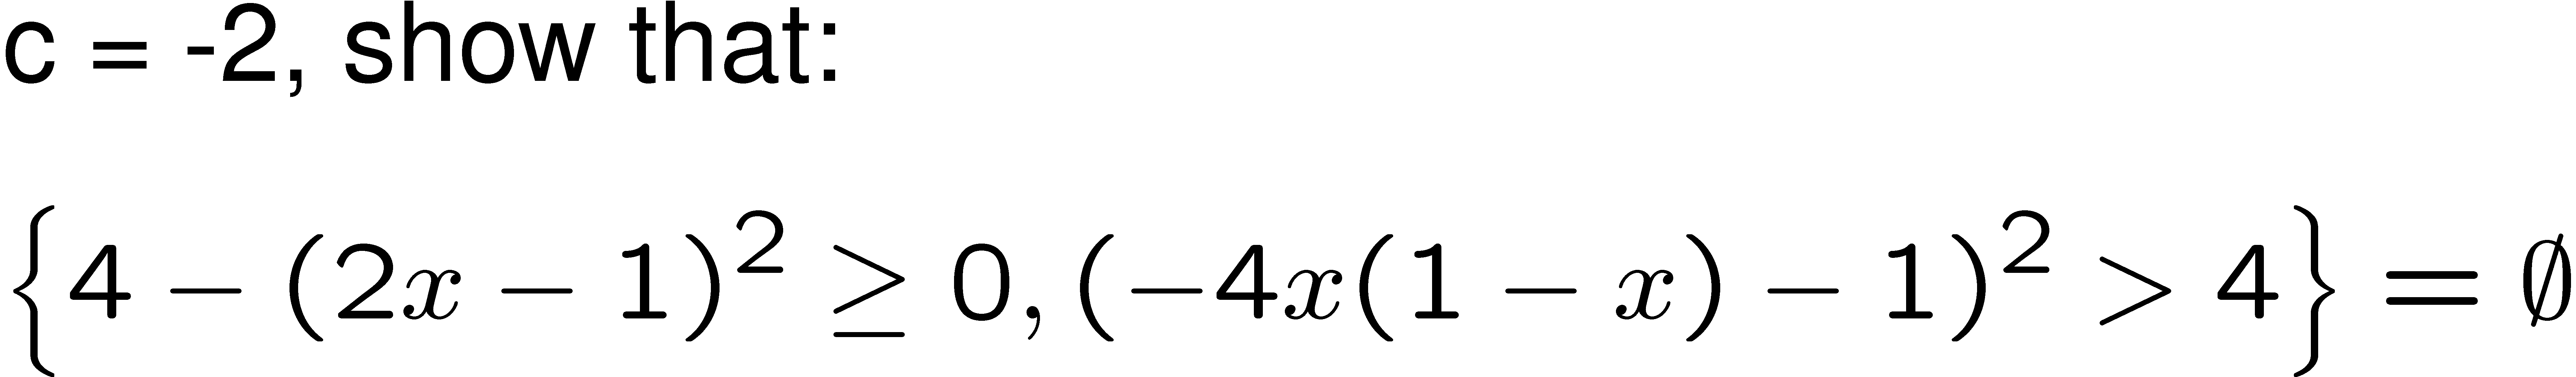 c = -2, show that:
{4 − (2x − 1)² ≥ 0, (−4x(1 − x) − 1)² > 4} = ∅